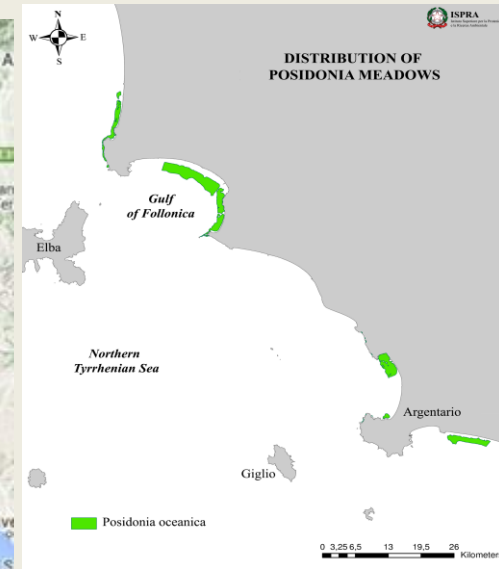 N
W E
S
ISPRA
DISTRIBUTION OF
POSIDONIA MEADOWS
Gulf
of Follonica
Elba
Northern
Tyrrhenian Sea
Argentario
Giglio
Posidonia oceanica
0 3,25 6,5 13 19,5 26
Kilometers